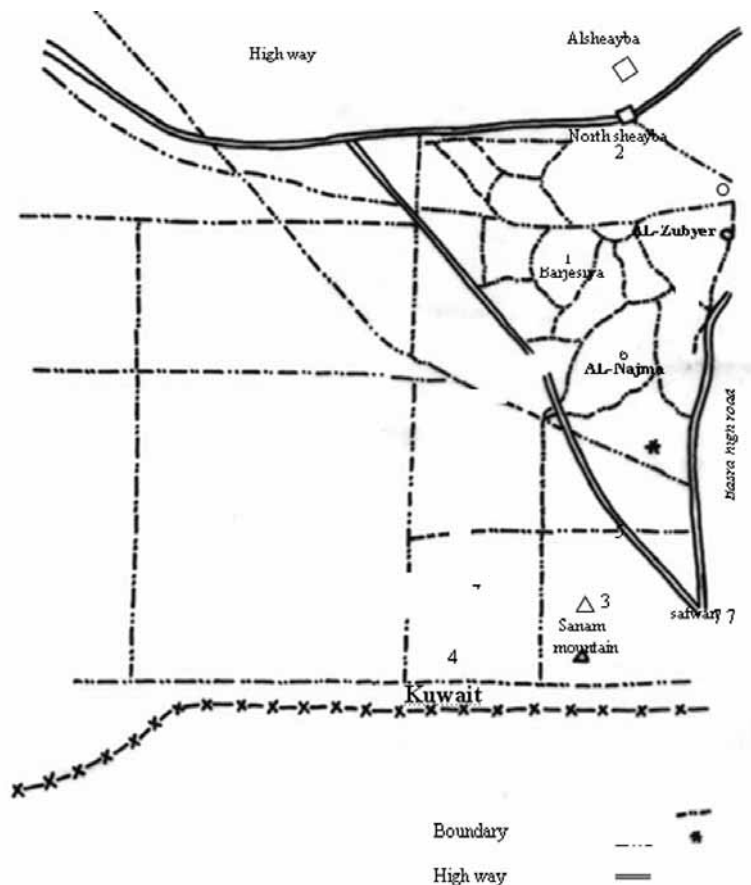 Alsheayba
High way
North sheayba
2
AL-Zubyer
1
Barjesiya
6
AL-Najma
Basra high road
5
3
safwan 7 7
Sanam
mountain
4
Kuwait
Boundary
High way